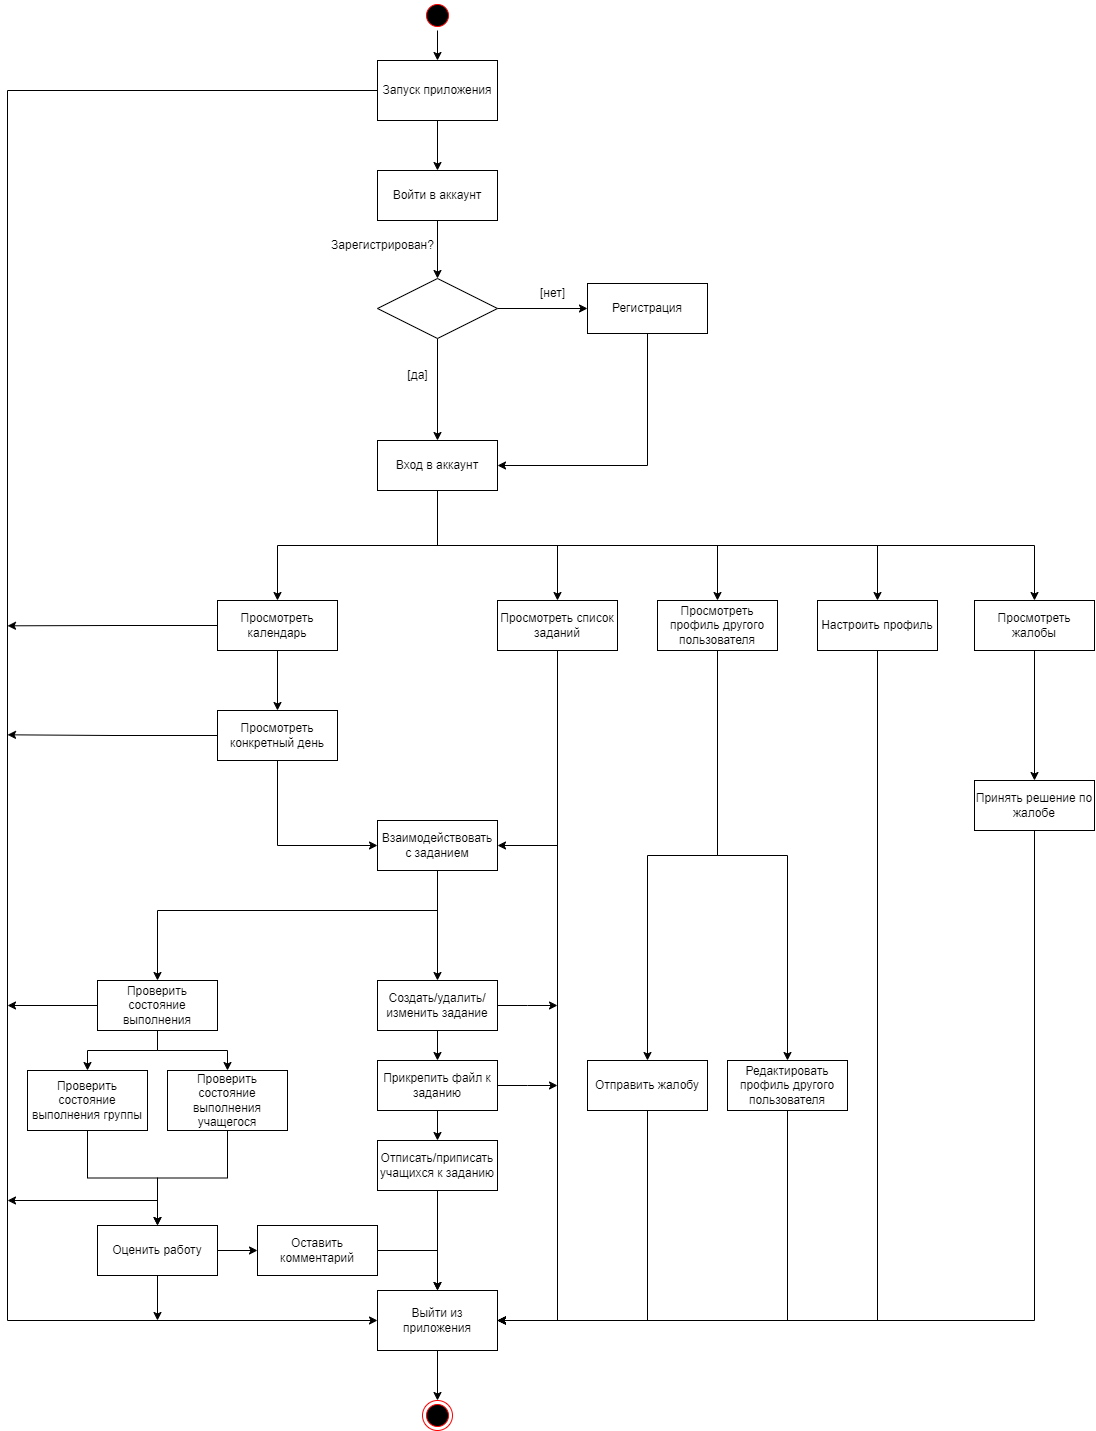 Запуск приложения
Войти в аккаунт
Зарегистрирован?
[нет]
Регистрация
[да]
Вход в аккаунт
Просмотреть
календарь
Просмотреть список
заданий
Просмотреть
профиль другого
пользователя
Настроить профиль
Просмотреть
жалобы
Просмотреть
конкретный день
Принять решение по
жалобе
Взаимодействовать
с заданием
Проверить
состояние
выполнения
Создать/удалить/
изменить задание
Проверить
состояние
выполнения группы
Проверить
состояние
выполнения
учащегося
Прикрепить файл к
заданию
Отправить жалобу
Редактировать
профиль другого
пользователя
Отписать/приписать
учащихся к заданию
Оценить работу
Оставить
комментарий
Выйти из
приложения